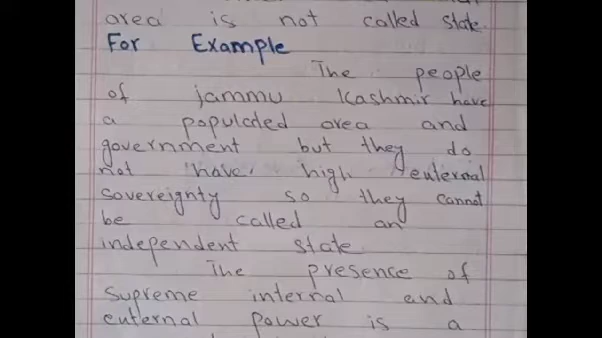 area is not called state
For Example
The people
of jammu Kashmir have
a populated area and
government but they do
not have high euternal
sovereignty so they cannot
be called an
independent state
The presence of
supreme internal and
euternal power is a